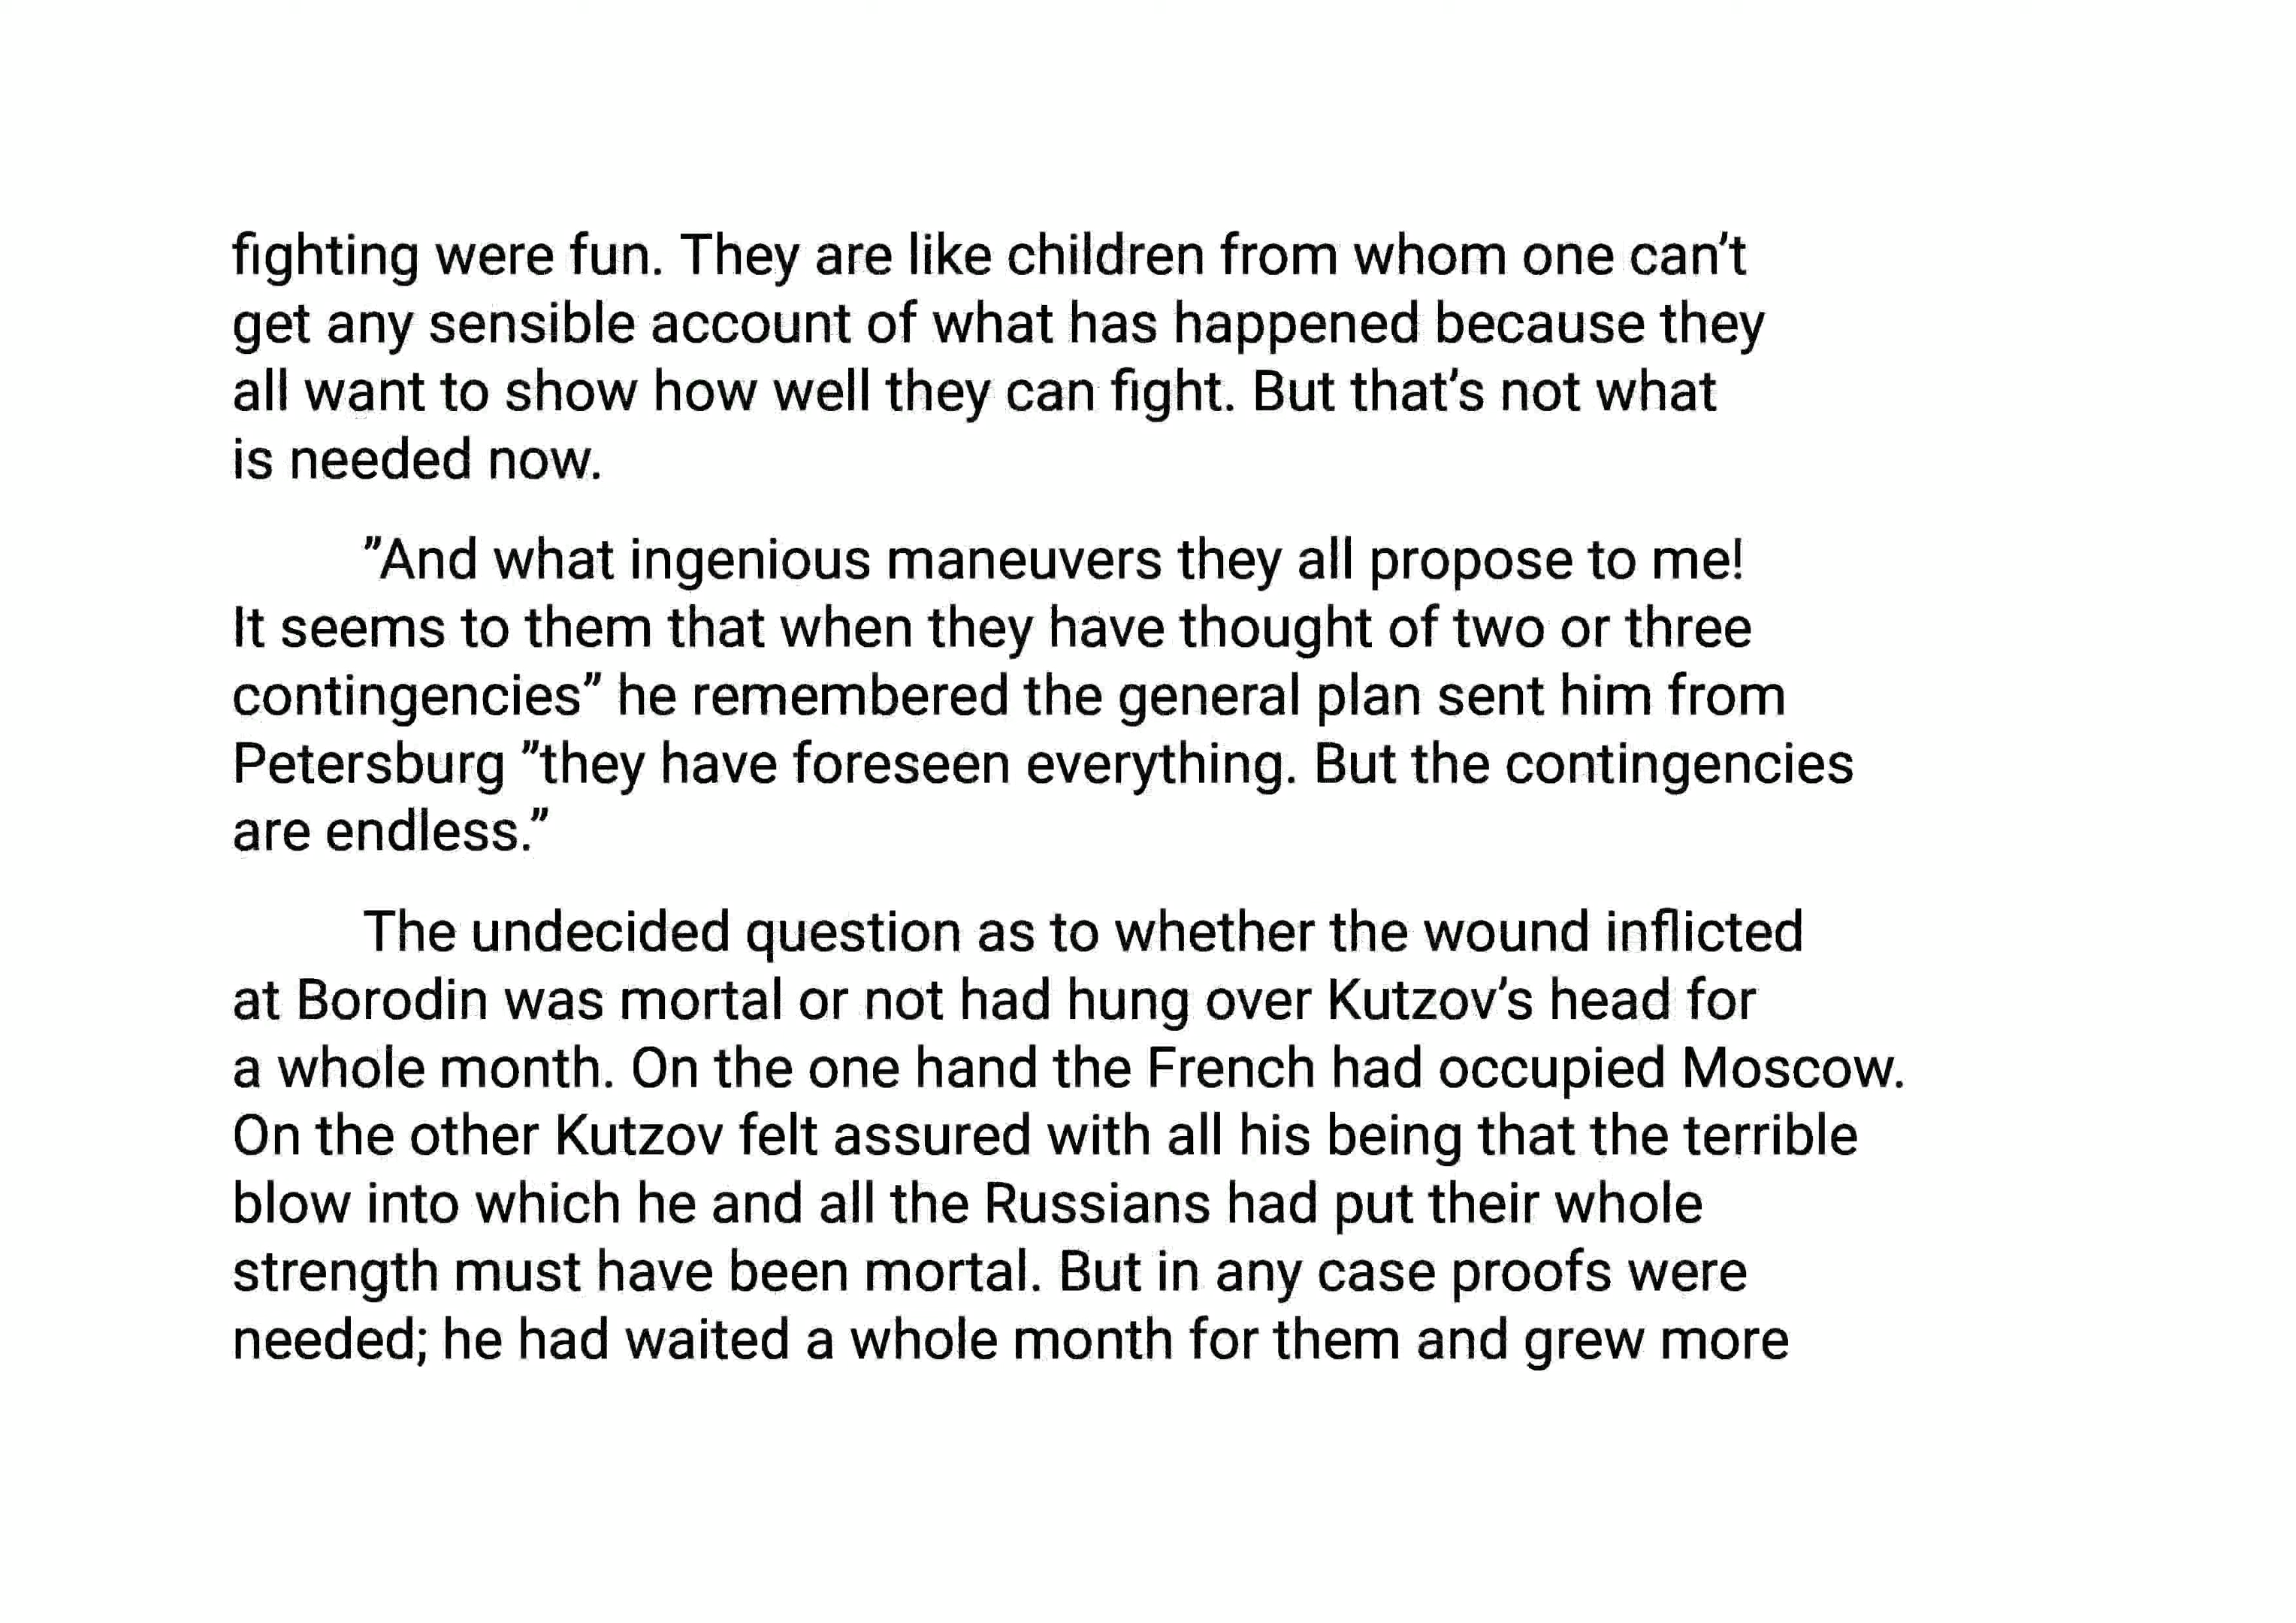 fighting were fun. They are like children from whom one can’t
get any sensible account of what has happened because they
all want to show how well they can fight. But that’s not what
is needed now.
”And what ingenious maneuvers they all propose to me!
It seems to them that when they have thought of two or three
contingencies” he remembered the general plan sent him from
Petersburg ”they have foreseen everything. But the contingencies
are endless.”
The undecided question as to whether the wound inflicted
at Borodin was mortal or not had hung over Kutzov’s head for
a whole month. On the one hand the French had occupied Moscow.
On the other Kutzov felt assured with all his being that the terrible
blow into which he and all the Russians had put their whole
strength must have been mortal. But in any case proofs were
needed; he had waited a whole month for them and grew more